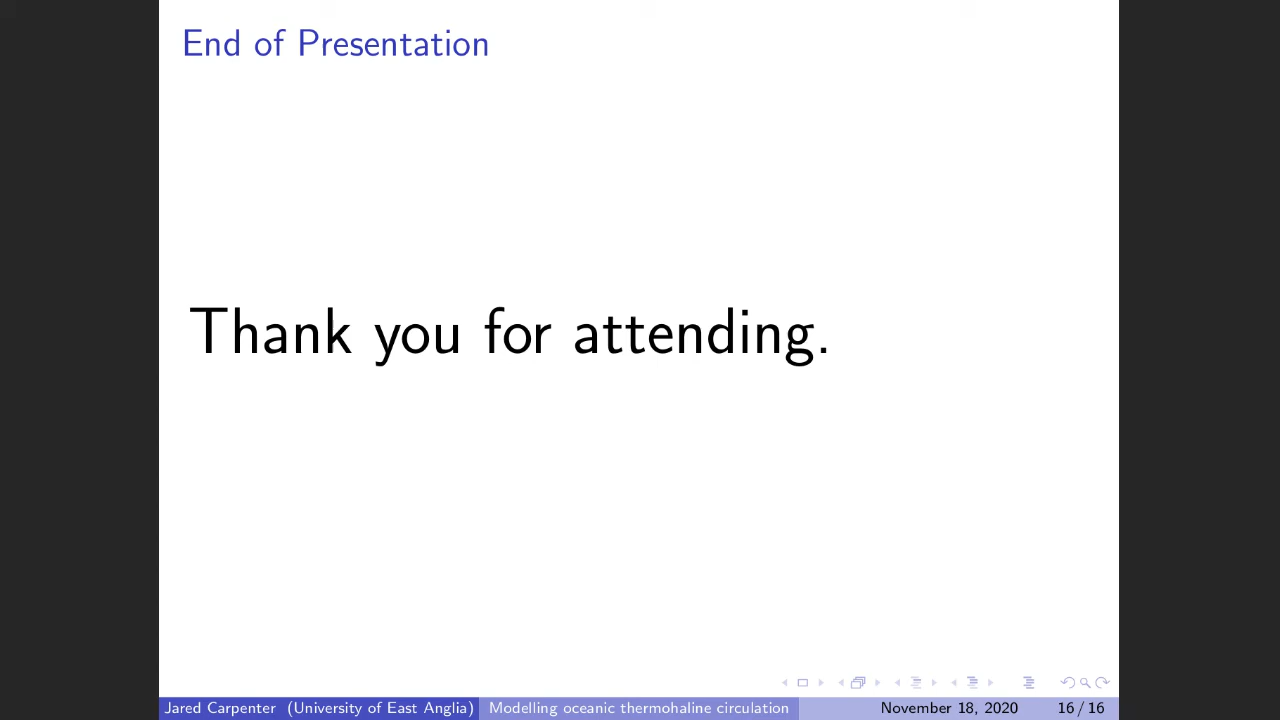 End of Presentation
Thank you for attending.
Jared Carpenter (University of East Anglia) Modelling oceanic thermohaline circulation November 18, 2020 16 / 16